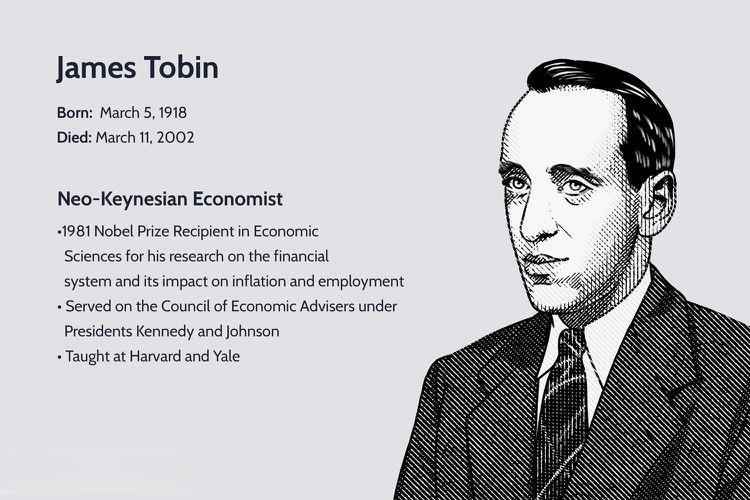 James Tobin
Born: March 5, 1918
Died: March 11, 2002
Neo-Keynesian Economist
•1981 Nobel Prize Recipient in Economic
Sciences for his research on the financial
system and its impact on inflation and employment
• Served on the Council of Economic Advisers under
Presidents Kennedy and Johnson
• Taught at Harvard and Yale